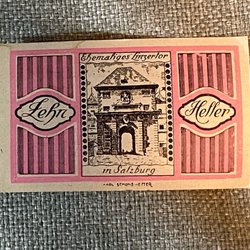 Ehemaliges Linzertor
Zehn
Heller
in Salzburg